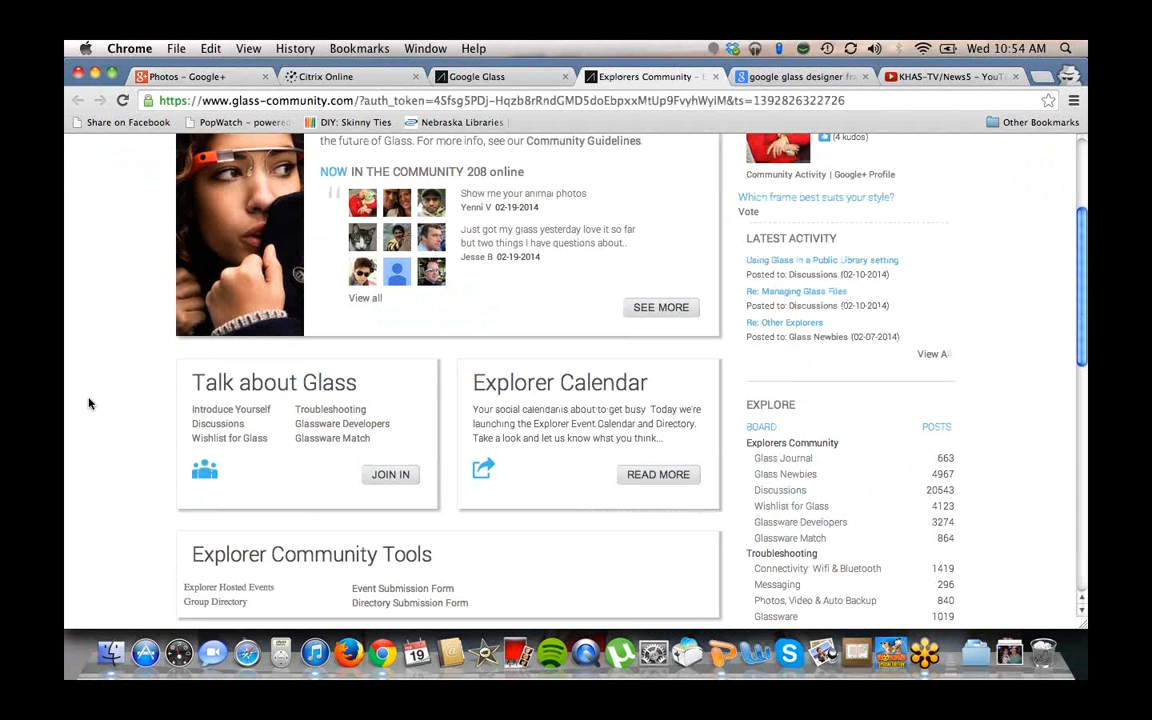 Chrome File Edit View History Bookmarks Window Help Wed 10:54 AM
Photos – Google+ Citrix Online Google Glass Explorers Community – google glass designer KHAS-TV/News5 – YouT
https://www.glass-community.com/?auth_token=4Sfsg5PDj-Hqzb8rRndGMD5doEbpxxMtUp9FvyhWyiM&ts=1392826322726
Share on Facebook PopWatch – powere DIY: Skinny Ties Nebraska Libraries Other Bookmarks
the future of Glass. For more info, see our Community Guidelines.
NOW IN THE COMMUNITY 208 online
Show me your animal photos
Yenni V 02-19-2014
Just got my glass yesterday love it so far
but two things I have questions about..
Jesse B 02-19-2014
View all
SEE MORE
Talk about Glass
Introduce Yourself Troubleshooting
Discussions Glassware Developers
Wishlist for Glass Glassware Match
JOIN IN
Explorer Calendar
Your social calendar is about to get busy Today we're
launching the Explorer Event Calendar and Directory.
Take a look and let us know what you think...
READ MORE
Explorer Community Tools
Explorer Hosted Events Event Submission Form
Group Directory Directory Submission Form
(4 kudos)
Community Activity | Google+ Profile
Which frame best suits your style?
Vote
LATEST ACTIVITY
Using Glass in a Public Library setting
Posted to: Discussions (02-10-2014)
Re: Managing Glass Files
Posted to: Discussions (02-10-2014)
Re: Other Explorers
Posted to: Glass Newbies (02-07-2014)
View All
EXPLORE
BOARD POSTS
Explorers Community
Glass Journal 663
Glass Newbies 4967
Discussions 20543
Wishlist for Glass 4123
Glassware Developers 3274
Glassware Match 864
Troubleshooting
Connectivity: Wifi & Bluetooth 1419
Messaging 296
Photos, Video & Auto Backup 840
Glassware 1019
19